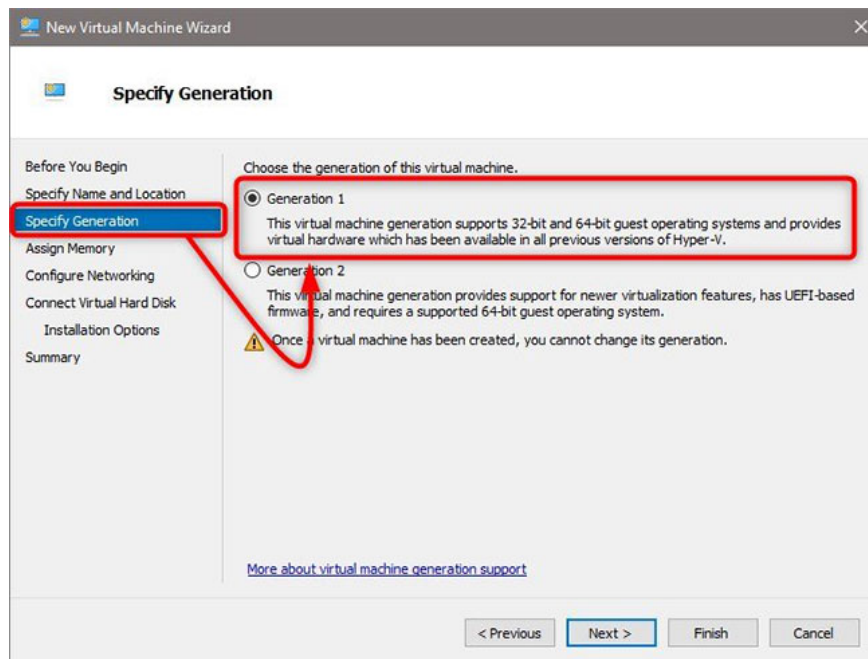 New Virtual Machine Wizard
Specify Generation
Before You Begin
Specify Name and Location
Specify Generation
Assign Memory
Configure Networking
Connect Virtual Hard Disk
Installation Options
Summary
Choose the generation of this virtual machine.
Generation 1
This virtual machine generation supports 32-bit and 64-bit guest operating systems and provides
virtual hardware which has been available in all previous versions of Hyper-V.
Generation 2
This virtual machine generation provides support for newer virtualization features, has UEFI-based
firmware, and requires a supported 64-bit guest operating system.
Once a virtual machine has been created, you cannot change its generation.
More about virtual machine generation support
< Previous
Next >
Finish
Cancel